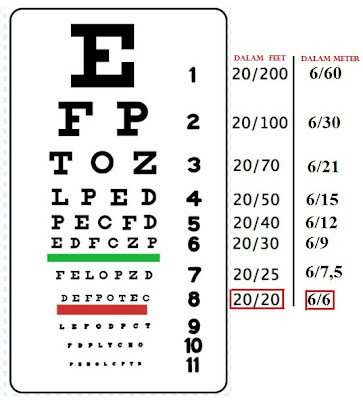 DALAM FEET DALAM METER
E 1 20/200 6/60
F P 2 20/100 6/30
T O Z 3 20/70 6/21
L P E D 4 20/50 6/15
P E C F D 5 20/40 6/12
E D F C Z P 6 20/30 6/9
F E L O P Z D 7 20/25 6/7,5
D E F P O T E C 8 20/20 6/6
L E F O D P C T 9
F D P L T C E O 10
11